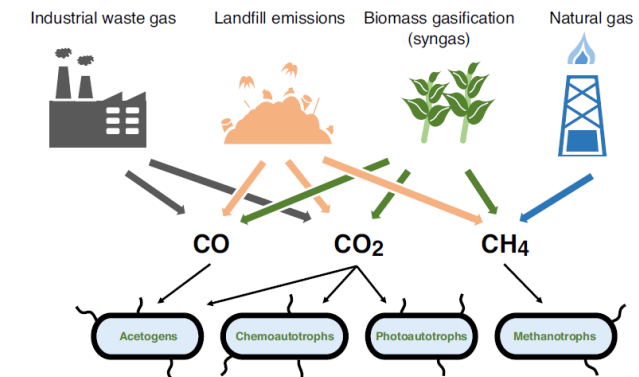 Industrial waste gas
Landfill emissions
Biomass gasification
(syngas)
Natural gas
CO
CO2
CH4
Acetogens
Chemoautotrophs
Photoautotrophs
Methanotrophs